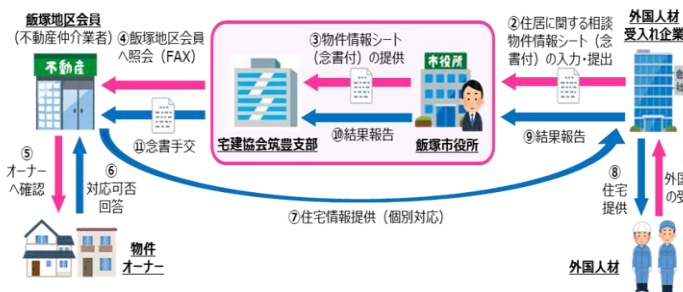 飯塚地区会員
(不動産仲介業者)
不動産
④飯塚地区会員
へ照会（FAX）
⑪念書手交
③物件情報シート
（念書付）の提供
市役所
⑩結果報告
宅建協会筑豊支部
飯塚市役所
②住居に関する相談
物件情報シート（念
書付）の入力・提出
⑨結果報告
外国人材
受入れ企業
⑤
オーナー
へ確認
⑥
対応可否
回答
⑦住宅情報提供（個別対応）
⑧
住宅
提供
外国
の受
物件
オーナー
外国人材